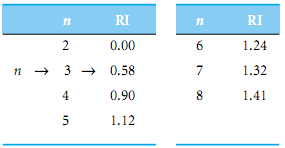 n RI
2 0.00
n → 3 → 0.58
4 0.90
5 1.12
n RI
6 1.24
7 1.32
8 1.41